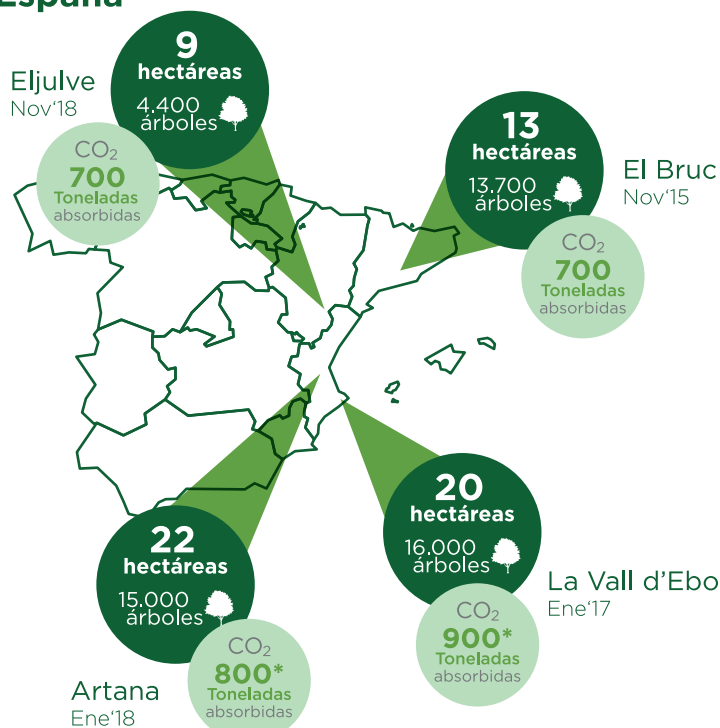 España
9
hectáreas
4.400
árboles
Eljulve
Nov‘18
CO₂
700
Toneladas
absorbidas
13
hectáreas
13.700
árboles
El Bruc
Nov‘15
CO₂
700
Toneladas
absorbidas
22
hectáreas
15.000
árboles
CO₂
800*
Toneladas
absorbidas
Artana
Ene‘18
20
hectáreas
16.000
árboles
La Vall d’Ebo
Ene‘17
CO₂
900*
Toneladas
absorbidas